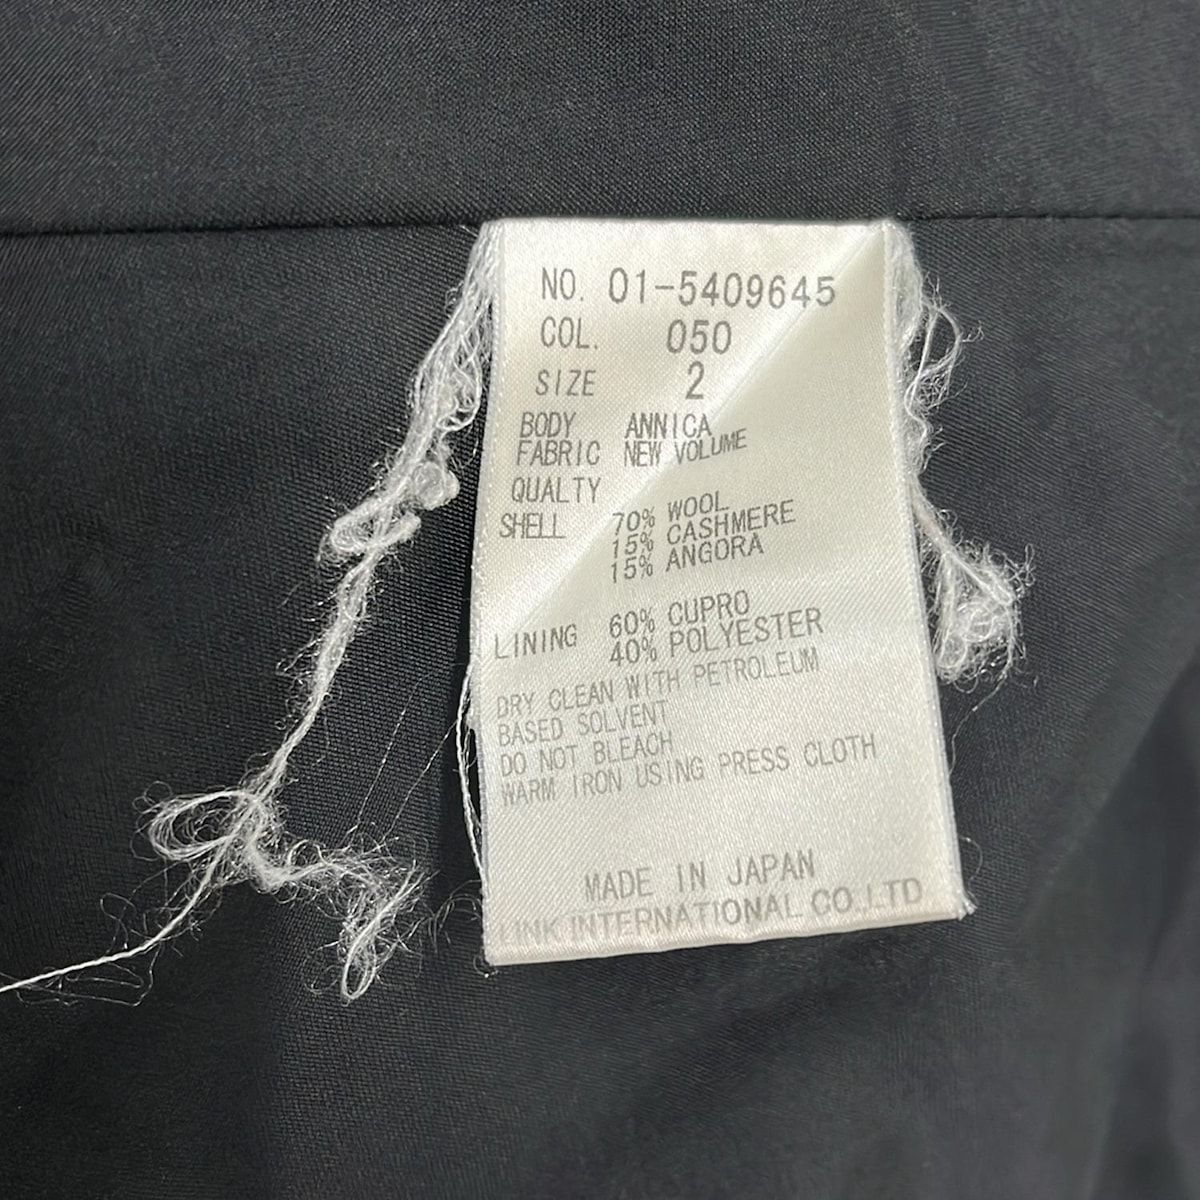 NO. 01-5409645
COL. 050
SIZE 2
BODY ANNICA
FABRIC NEW VOLUME
QUALTY
SHELL 70% WOOL
15% CASHMERE
15% ANGORA
LINING 60% CUPRO
40% POLYESTER
DRY CLEAN WITH PETROLEUM
BASED SOLVENT
DO NOT BLEACH
WARM IRON USING PRESS CLOTH
MADE IN JAPAN
LINK INTERNATIONAL CO.,LTD